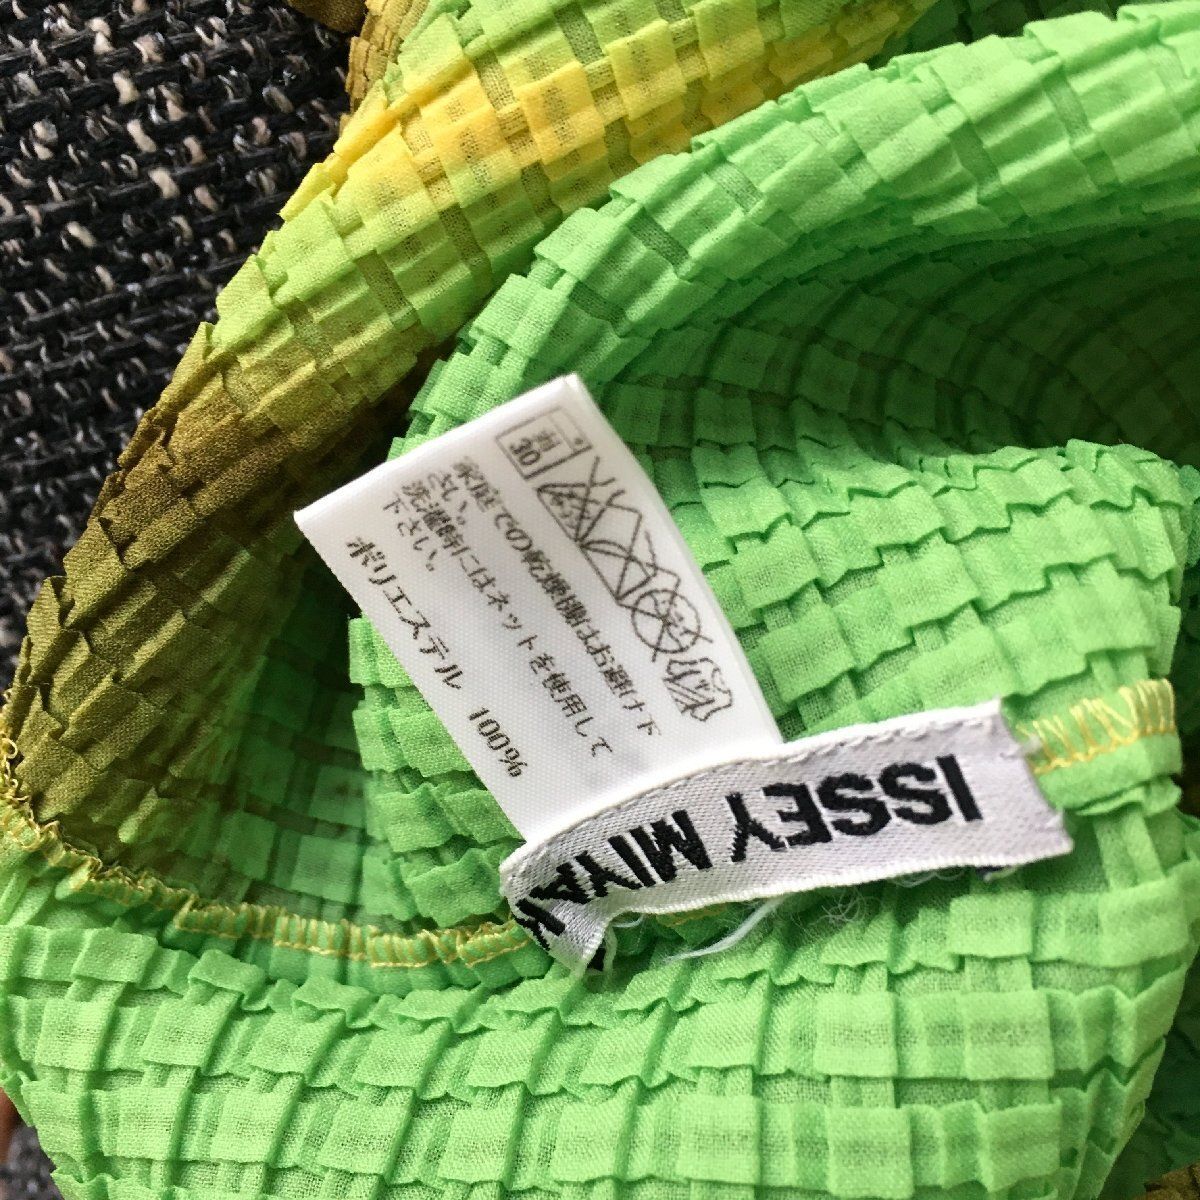 弱
30
家庭での乾燥機はお避け下
さい。
洗濯時にはネットを使用して
下さい。
ポリエステル 100%
ISSEY MIYAK